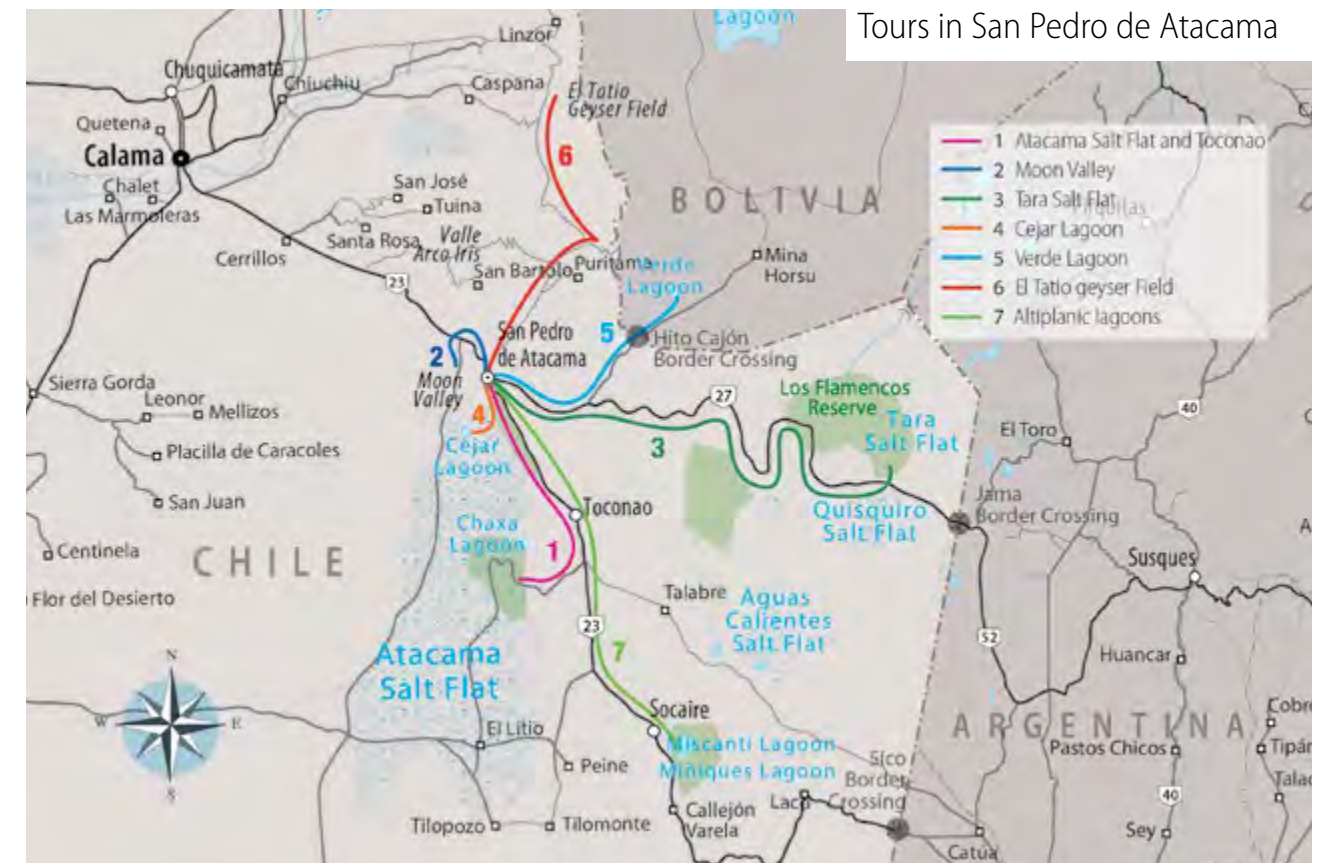 Tours in San Pedro de Atacama
Lagoon
Linzor
Chuquicamata
Chiuchiu
Caspana
El Tatio
Geyser Field
Quetena
Calama
6
1 Atacama Salt Flat and Toconao
2 Moon Valley
3 Tara Salt Flat
4 Cejar Lagoon
5 Verde Lagoon
6 El Tatio geyser Field
7 Altiplanic lagoons
Chalet
Las Marmoleras
San José
Tuina
Santa Rosa
Valle
Arco Iris
Cerrillos
San Bartolo
Puritama
Verde
Lagoon
BOLIVIA
Mina
Horsu
23
2
San Pedro
de Atacama
5
Hito Cajón
Border Crossing
Moon
Valley
Sierra Gorda
Leonor
Mellizos
4
27
Los Flamencos
Reserve
Tara
Salt Flat
40
El Toro
Placilla de Caracoles
Cejar
Lagoon
3
San Juan
Toconao
Quisquiro
Salt Flat
Jama
Border Crossing
Chaxa
Lagoon
1
Centinela
CHILE
Susques
Flor del Desierto
Talabre
Aguas
Calientes
Salt Flat
23
7
52
Huancar
N
W
E
S
Atacama
Salt Flat
Socaire
El Litio
Peine
Miscanti Lagoon
Miñiques Lagoon
Sico
Border
Crossing
ARGENTINA
Pastos Chicos
40
Tilopozo
Tilomonte
Callejón
Varela
Catúa
Sey